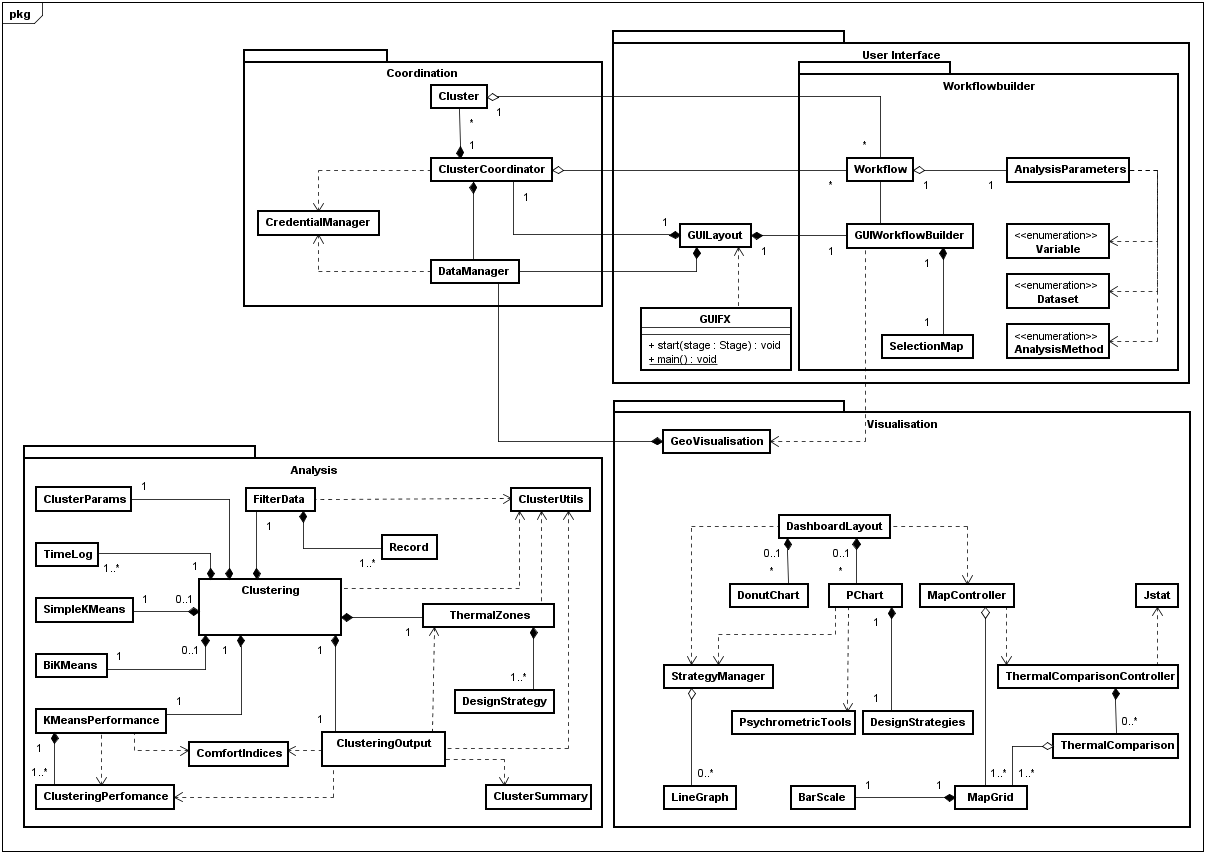 pkg
Coordination
Cluster
1
*
1
ClusterCoordinator
1
CredentialManager
DataManager
User Interface
Workflowbuilder
*
Workflow
*
1
1
AnalysisParameters
1
GUILayout
1
1
GUIWorkflowBuilder
1
1
SelectionMap
<<enumeration>>
Variable
<<enumeration>>
Dataset
<<enumeration>>
AnalysisMethod
GUIFX
+ start(stage : Stage) : void
+ main() : void
Analysis
ClusterParams
1
FilterData
1
ClusterUtils
Record
1..*
TimeLog
1..*
1
Clustering
SimpleKMeans
1
0..1
ThermalZones
1
BiKMeans
1
0..1
1
1
1..*
DesignStrategy
KMeansPerformance
1
1
ClusteringOutput
1
1..*
ComfortIndices
ClusteringPerfomance
ClusterSummary
Visualisation
GeoVisualisation
DashboardLayout
0..1
*
0..1
*
DonutChart
PChart
MapController
Jstat
1
StrategyManager
ThermalComparisonController
1
PsychrometricTools
DesignStrategies
0..*
ThermalComparison
0..*
1..*
1..*
LineGraph
BarScale
1
1
MapGrid